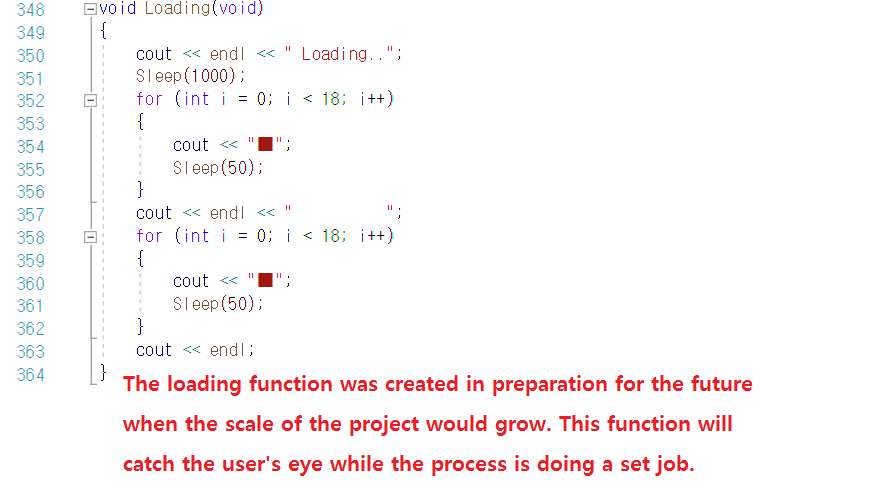 348 void Loading(void)
349 {
350 cout << endl << " Loading..";
351 Sleep(1000);
352 for (int i = 0; i < 18; i++)
353 {
354 cout << "■";
355 Sleep(50);
356 }
357 cout << endl << "          ";
358 for (int i = 0; i < 18; i++)
359 {
360 cout << "■";
361 Sleep(50);
362 }
363 cout << endl;
364 }
The loading function was created in preparation for the future
when the scale of the project would grow. This function will
catch the user's eye while the process is doing a set job.